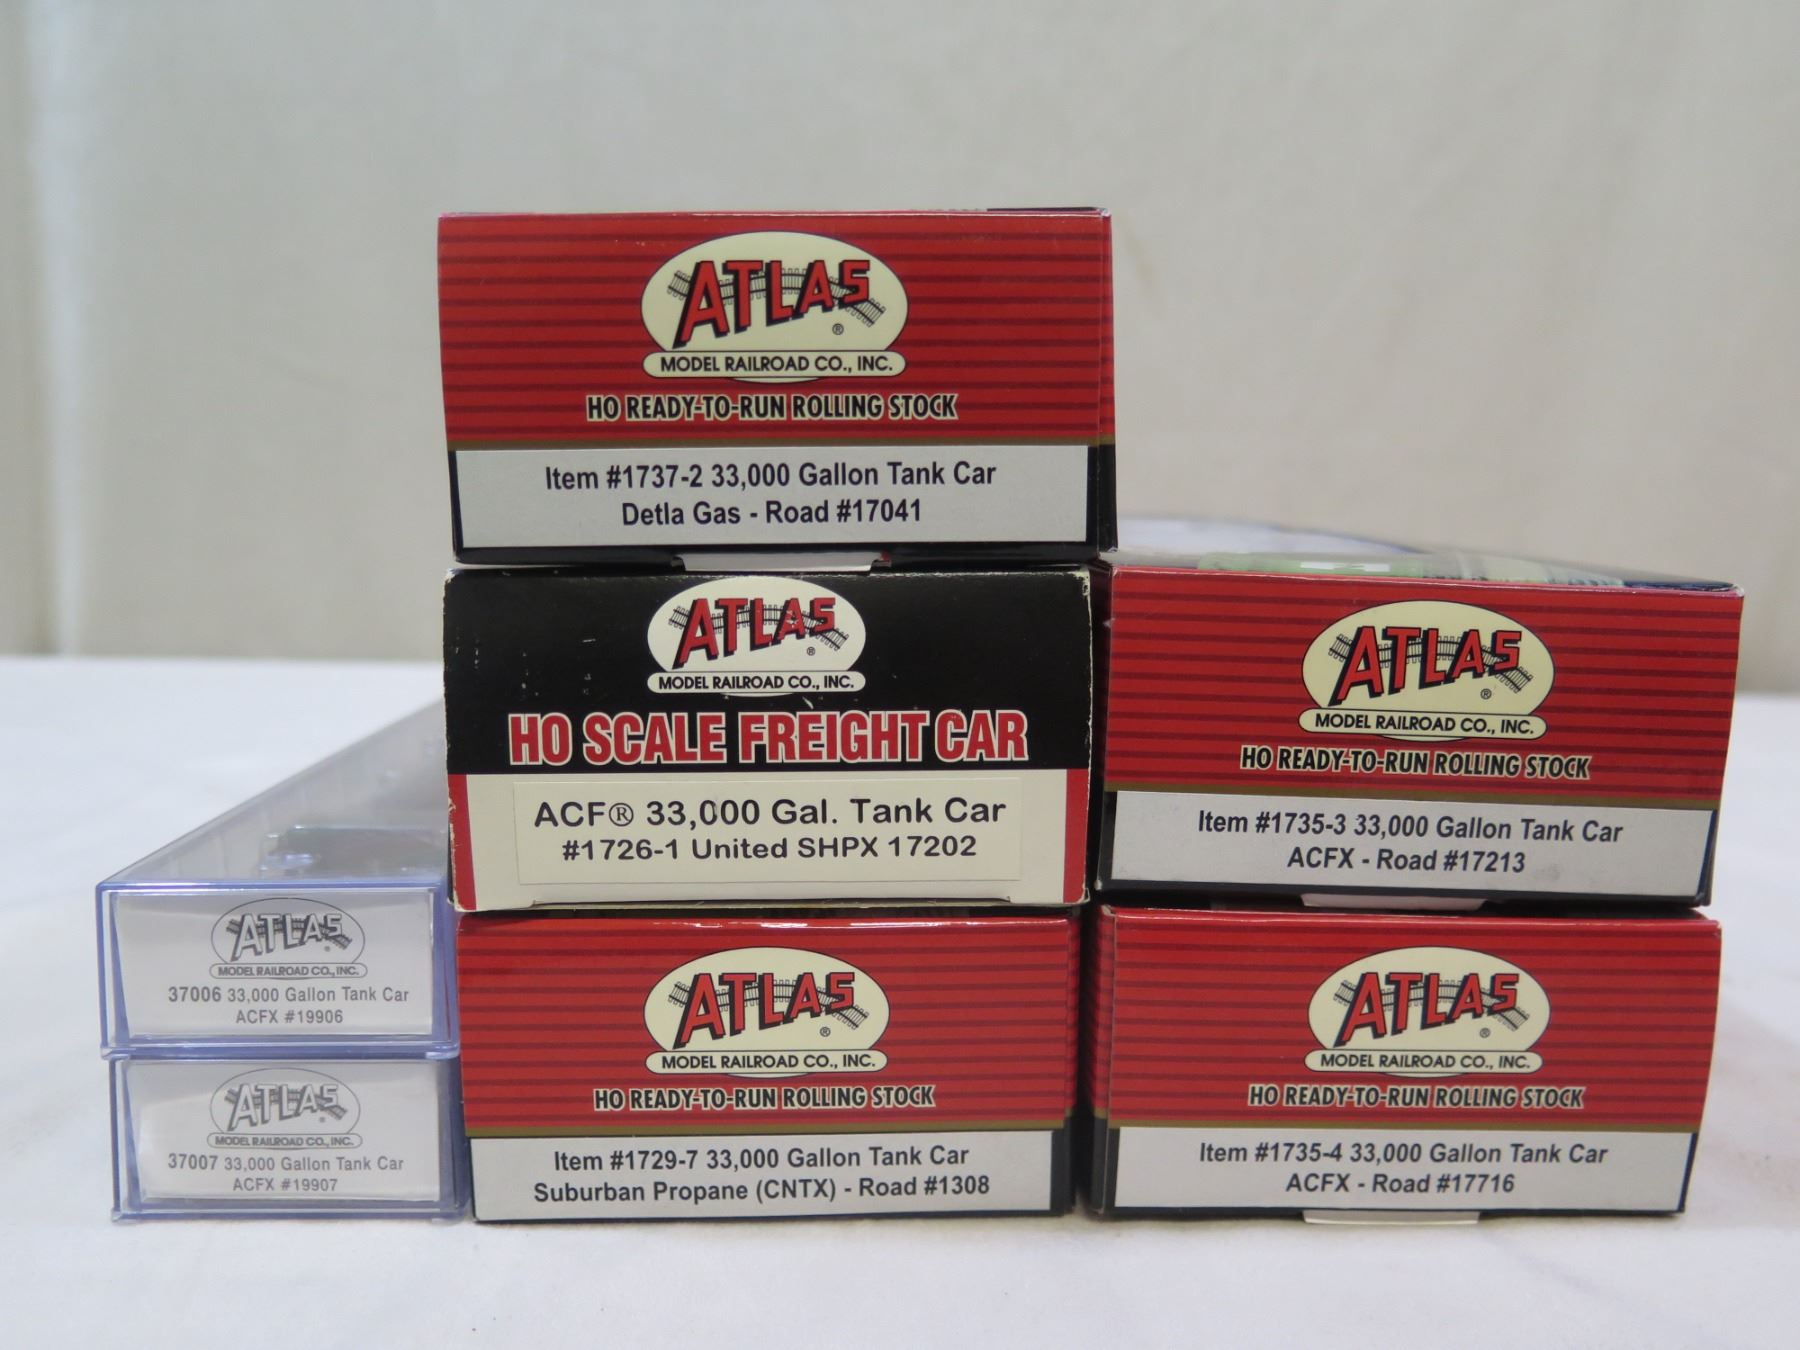 ATLAS
®
MODEL RAILROAD CO., INC.
HO READY-TO-RUN ROLLING STOCK
Item #1737-2 33,000 Gallon Tank Car
Detla Gas - Road #17041
ATLAS
®
MODEL RAILROAD CO., INC.
HO SCALE FREIGHT CAR
ACF® 33,000 Gal. Tank Car
#1726-1 United SHPX 17202
ATLAS
®
MODEL RAILROAD CO., INC.
HO READY-TO-RUN ROLLING STOCK
Item #1735-3 33,000 Gallon Tank Car
ACFX - Road #17213
ATLAS
®
MODEL RAILROAD CO., INC.
37006 33,000 Gallon Tank Car
ACFX #19906
ATLAS
®
MODEL RAILROAD CO., INC.
37007 33,000 Gallon Tank Car
ACFX #19907
ATLAS
®
MODEL RAILROAD CO., INC.
HO READY-TO-RUN ROLLING STOCK
Item #1729-7 33,000 Gallon Tank Car
Suburban Propane (CNTX) - Road #1308
ATLAS
®
MODEL RAILROAD CO., INC.
HO READY-TO-RUN ROLLING STOCK
Item #1735-4 33,000 Gallon Tank Car
ACFX - Road #17716